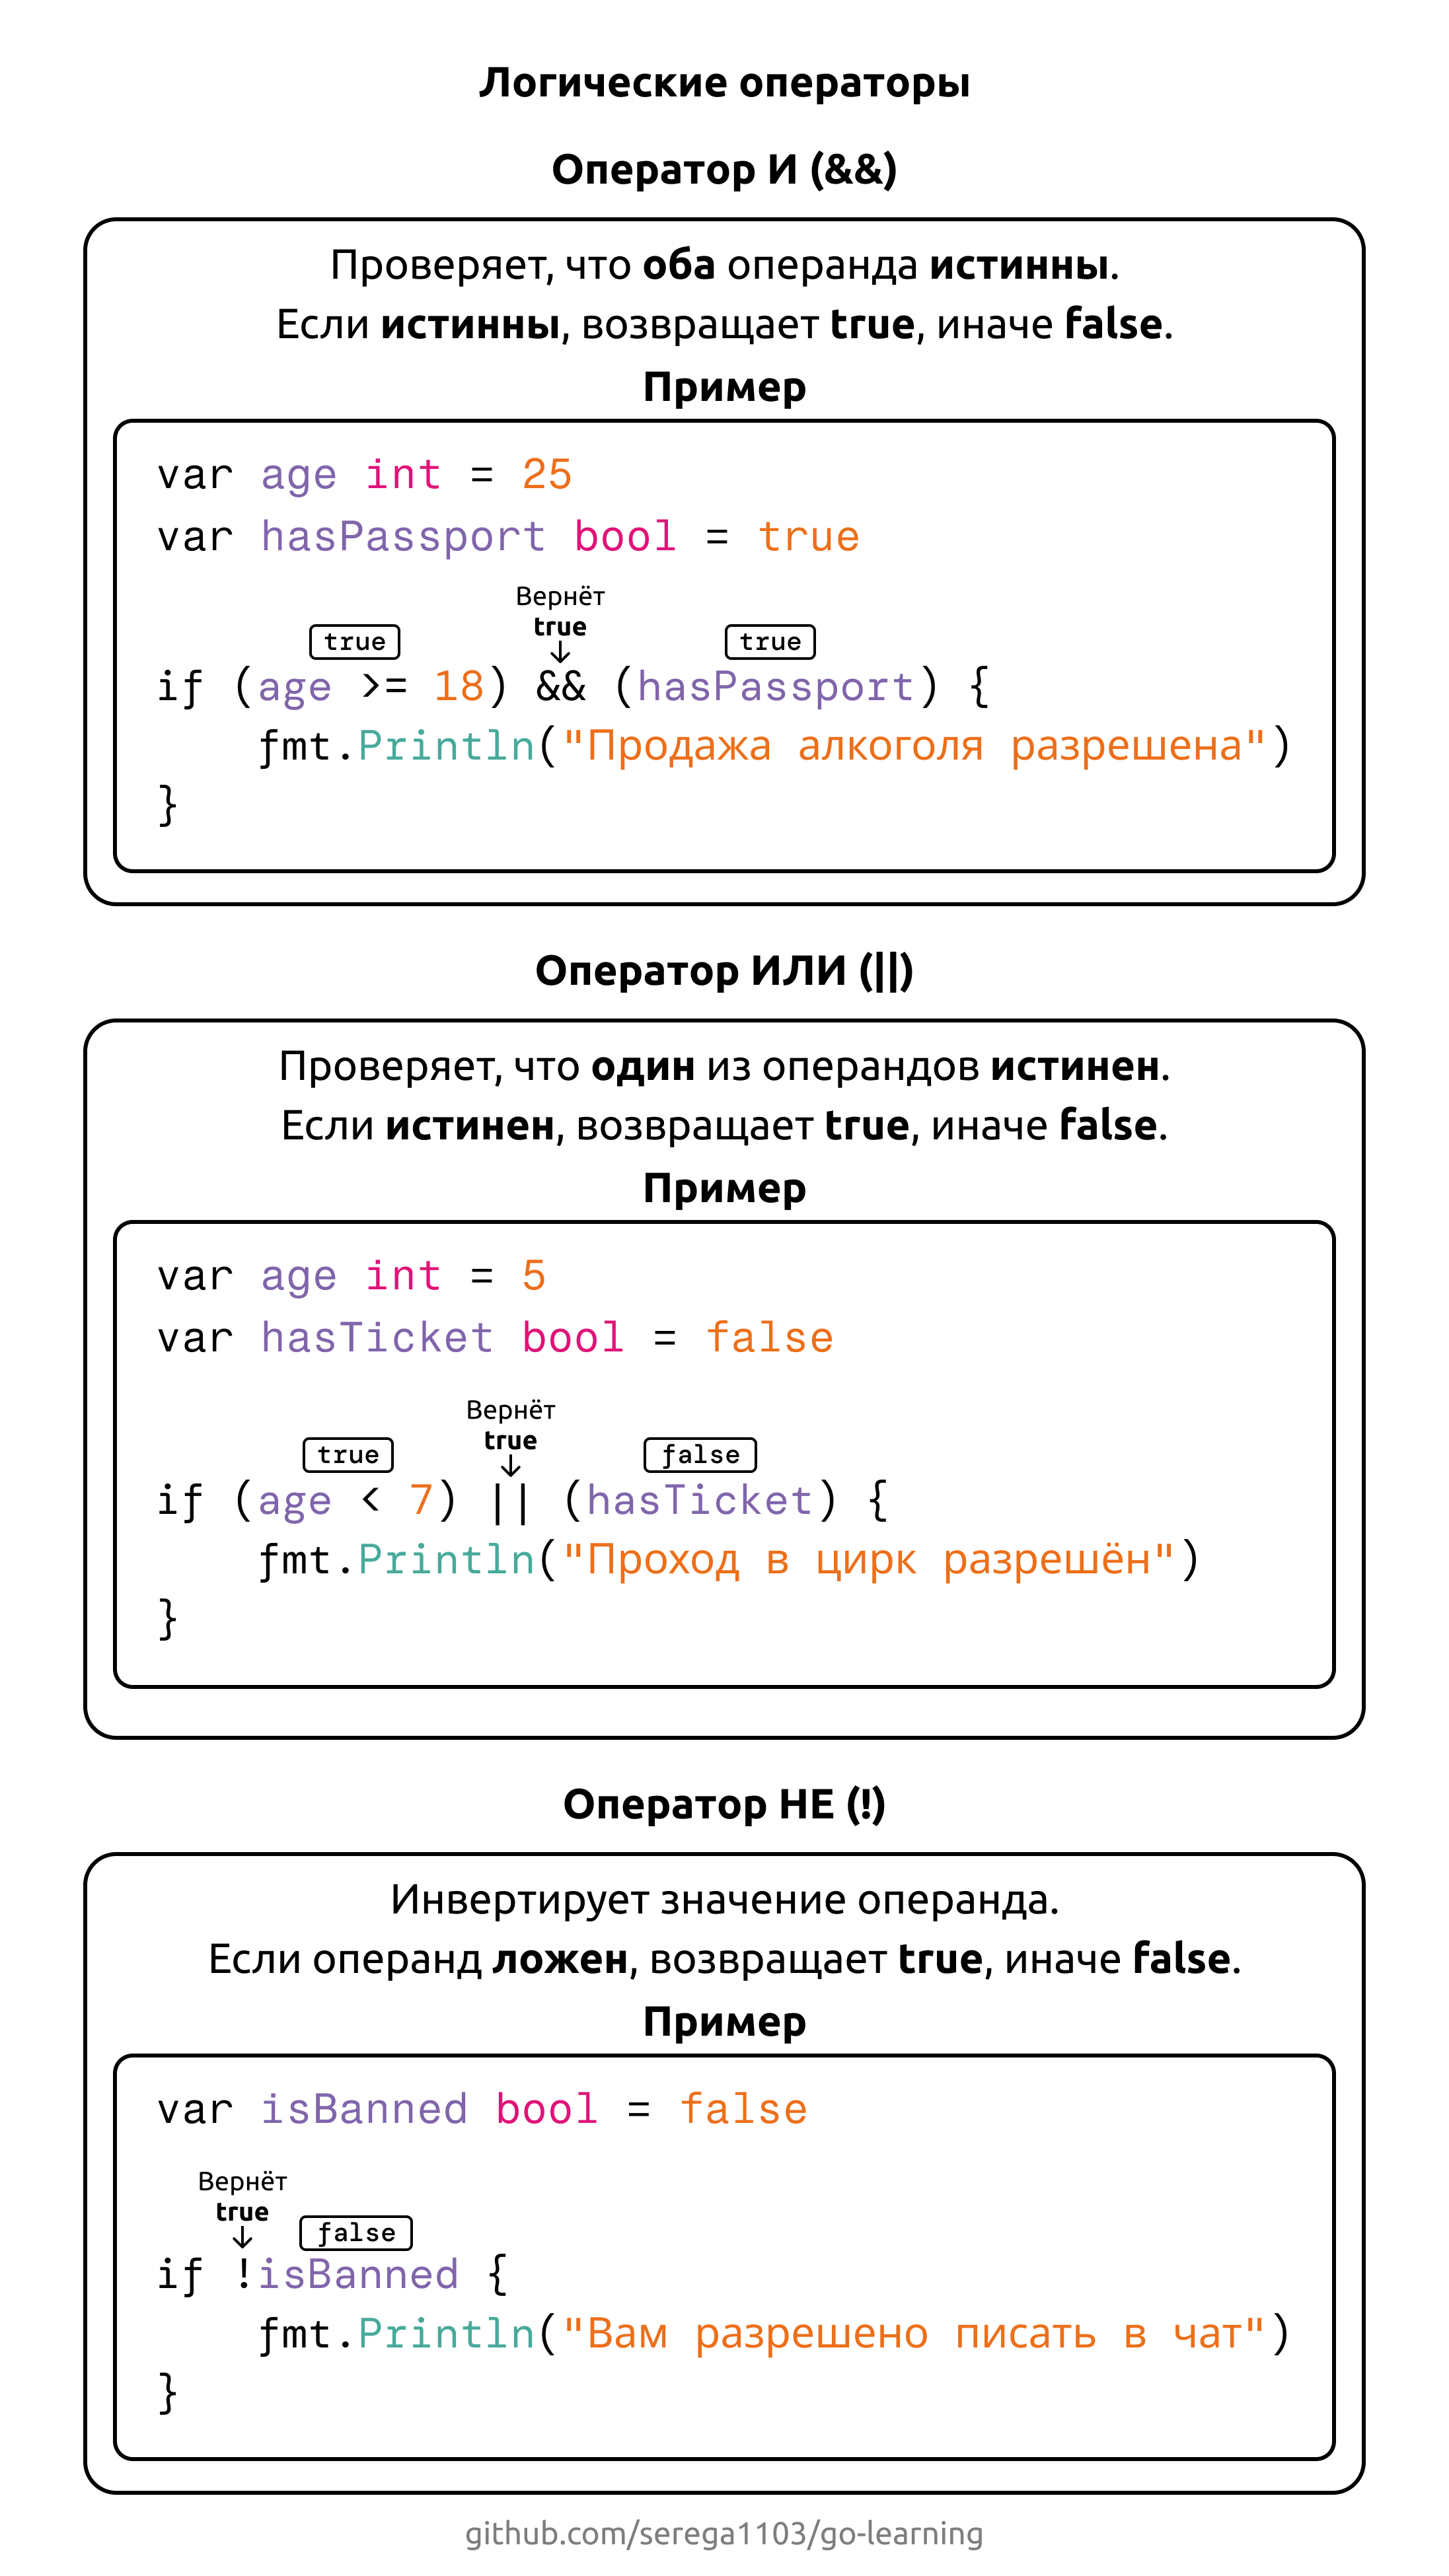 Логические операторы
Оператор И (&&)
Проверяет, что оба операнда истинны.
Если истинны, возвращает true, иначе false.
Пример
var age int = 25
var hasPassport bool = true
Вернёт
true true true
if (age >= 18) && (hasPassport) {
fmt.Println("Продажа алкоголя разрешена")
}
Оператор ИЛИ (||)
Проверяет, что один из операндов истинен.
Если истинен, возвращает true, иначе false.
Пример
var age int = 5
var hasTicket bool = false
Вернёт
true true false
if (age < 7) || (hasTicket) {
fmt.Println("Проход в цирк разрешён")
}
Оператор НЕ (!)
Инвертирует значение операнда.
Если операнд ложен, возвращает true, иначе false.
Пример
var isBanned bool = false
Вернёт
true false
if !isBanned {
fmt.Println("Вам разрешено писать в чат")
}
github.com/serega1103/go-learning